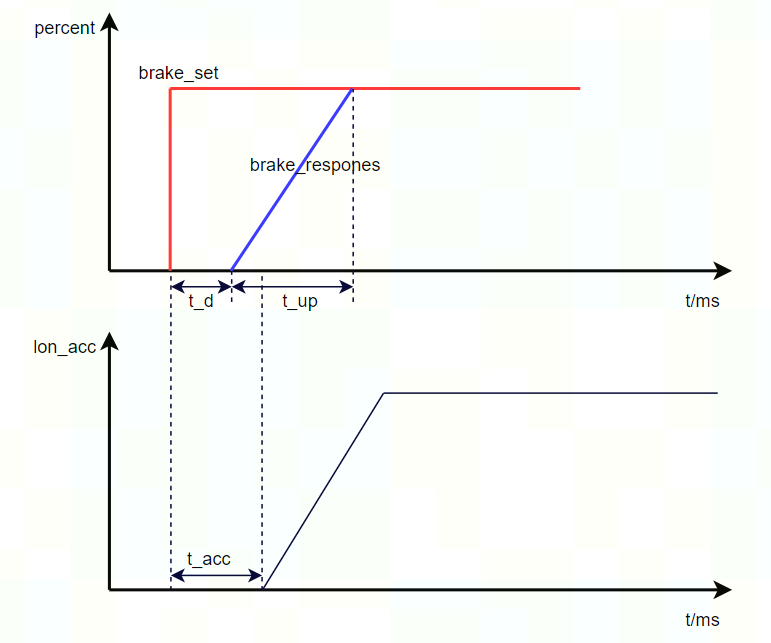 percent
brake_set
brake_respones
t_d
t_up
t/ms
lon_acc
t_acc
t/ms